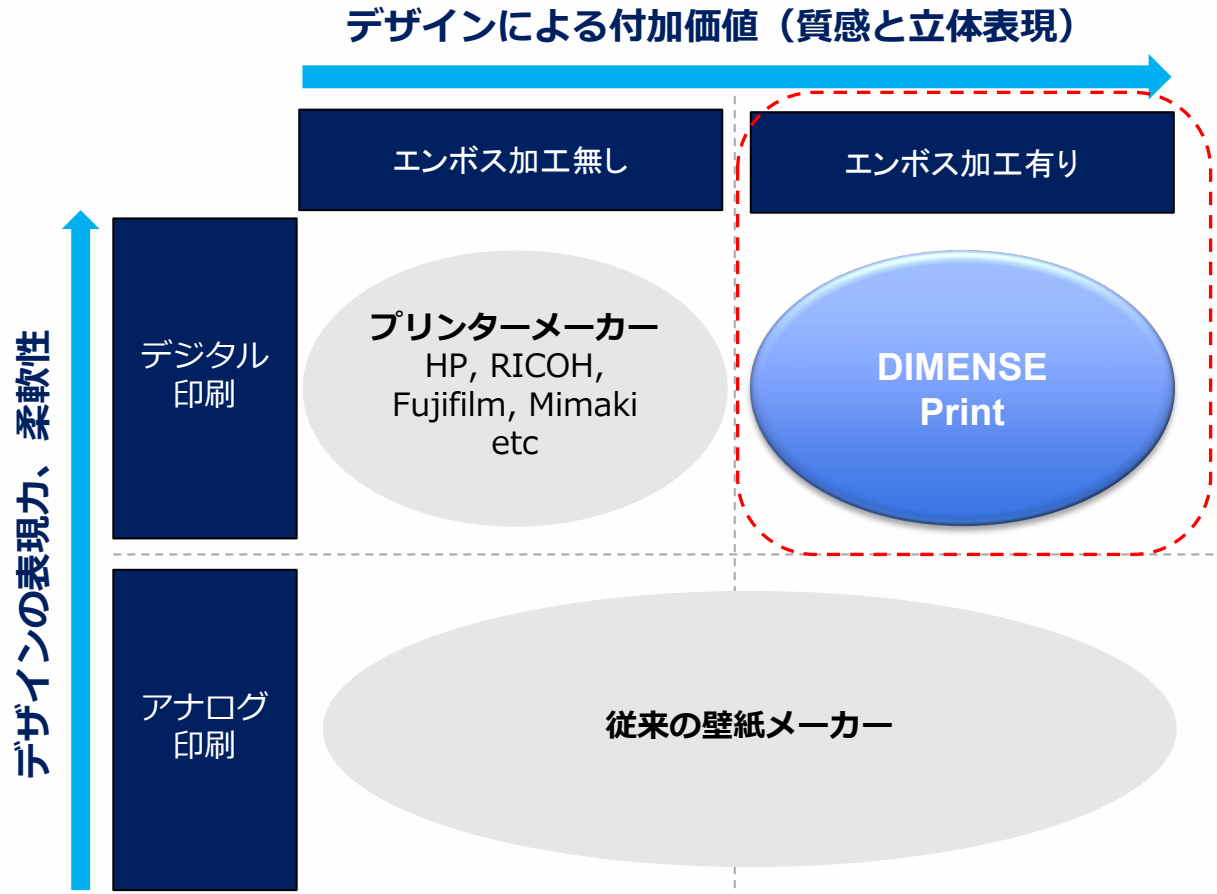 デザインによる付加価値（質感と立体表現）
エンボス加工無し
エンボス加工有り
デザインの表現力、柔軟性
デジタル
印刷
プリンターメーカー
HP, RICOH,
Fujifilm, Mimaki
etc
DIMENSE
Print
アナログ
印刷
従来の壁紙メーカー